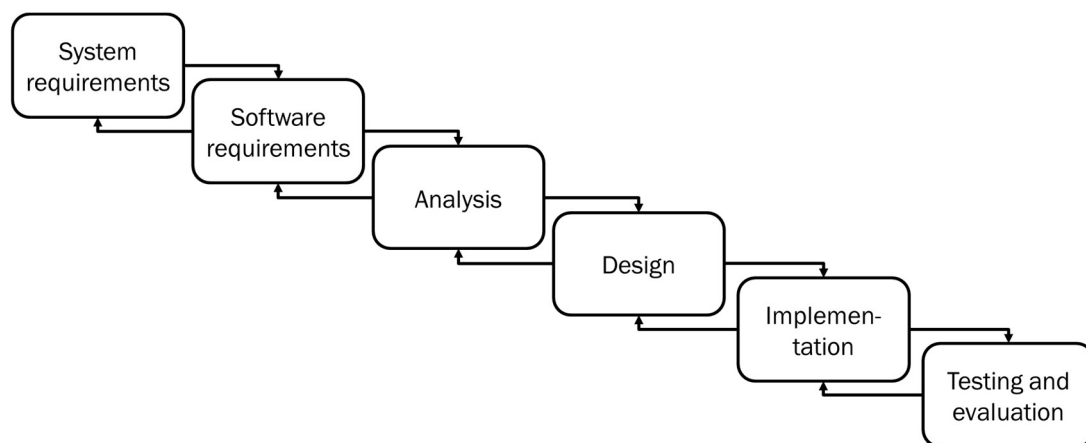 System
requirements
Software
requirements
Analysis
Design
Implemen-
tation
Testing and
evaluation